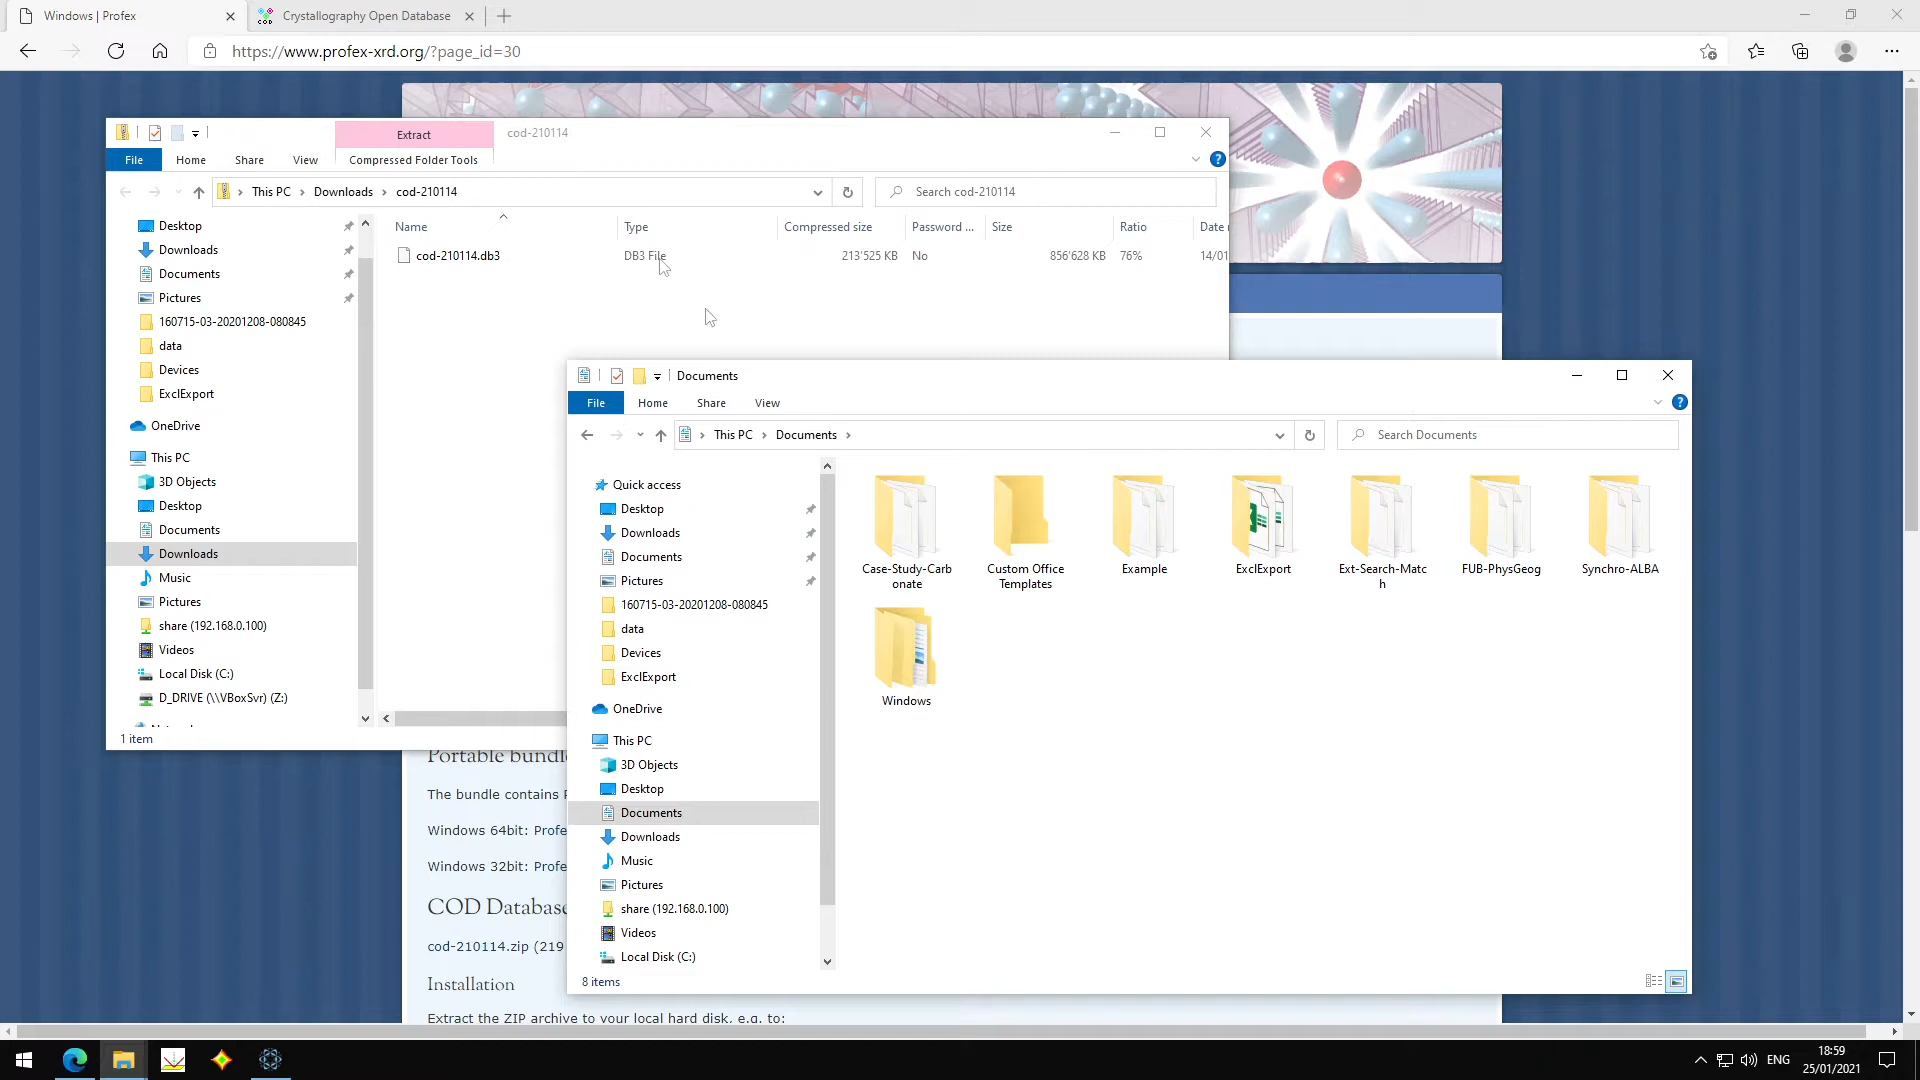 Windows | Profex
Crystallography Open Database
https://www.profex-xrd.org/?page_id=30
Extract
cod-210114
File
Home
Share
View
Compressed Folder Tools
This PC
Downloads
cod-210114
Search cod-210114
Name
Type
Compressed size
Password ...
Size
Ratio
Date
cod-210114.db3
DB3 File
213'525 KB
No
856'628 KB
76%
14/01
Desktop
Downloads
Documents
Pictures
160715-03-20201208-080845
data
Devices
ExclExport
OneDrive
This PC
3D Objects
Desktop
Documents
Downloads
Music
Pictures
share (192.168.0.100)
Videos
Local Disk (C:)
D_DRIVE (\\VBoxSvr) (Z:)
1 item
Documents
File
Home
Share
View
This PC
Documents
Search Documents
Quick access
Desktop
Downloads
Documents
Pictures
160715-03-20201208-080845
data
Devices
ExclExport
OneDrive
This PC
3D Objects
Desktop
Documents
Downloads
Music
Pictures
share (192.168.0.100)
Videos
Local Disk (C:)
Case-Study-Carb
onate
Custom Office
Templates
Example
ExclExport
Ext-Search-Matc
h
FUB-PhysGeog
Synchro-ALBA
Windows
8 items
Portable bundle
The bundle contains
Windows 64bit: Profe
Windows 32bit: Profe
COD Database
cod-210114.zip (219
Installation
Extract the ZIP archive to your local hard disk, e.g. to:
ENG
18:59
25/01/2021